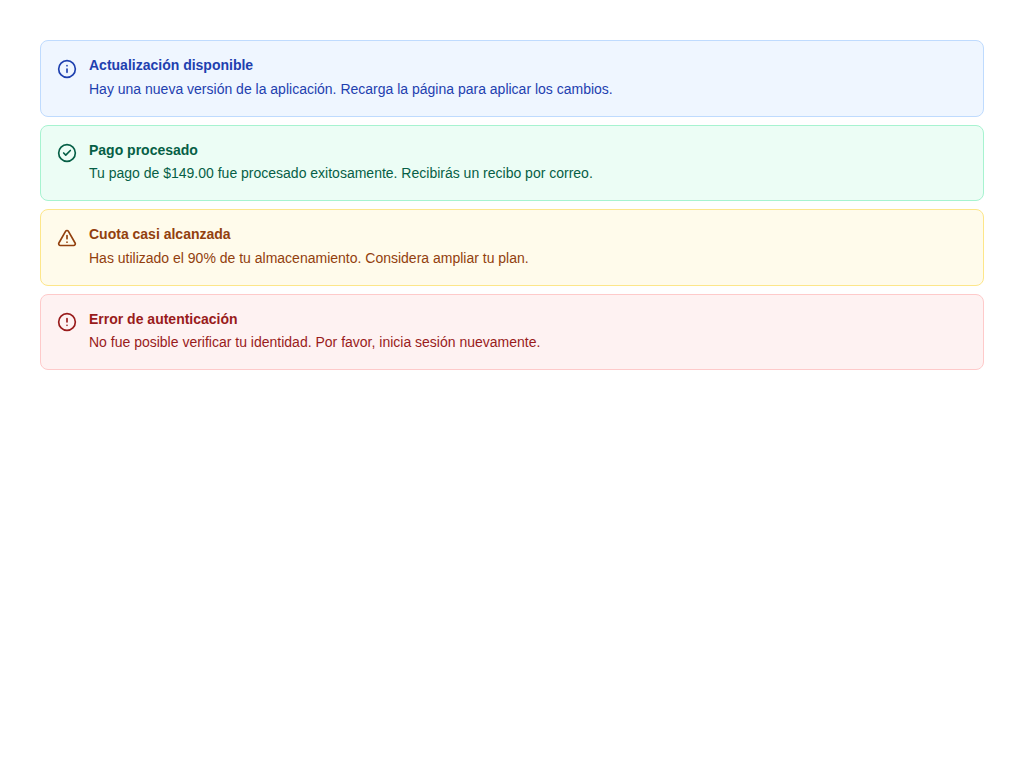 Actualización disponible
Hay una nueva versión de la aplicación. Recarga la página para aplicar los cambios.
Pago procesado
Tu pago de $149.00 fue procesado exitosamente. Recibirás un recibo por correo.
Cuota casi alcanzada
Has utilizado el 90% de tu almacenamiento. Considera ampliar tu plan.
Error de autenticación
No fue posible verificar tu identidad. Por favor, inicia sesión nuevamente.